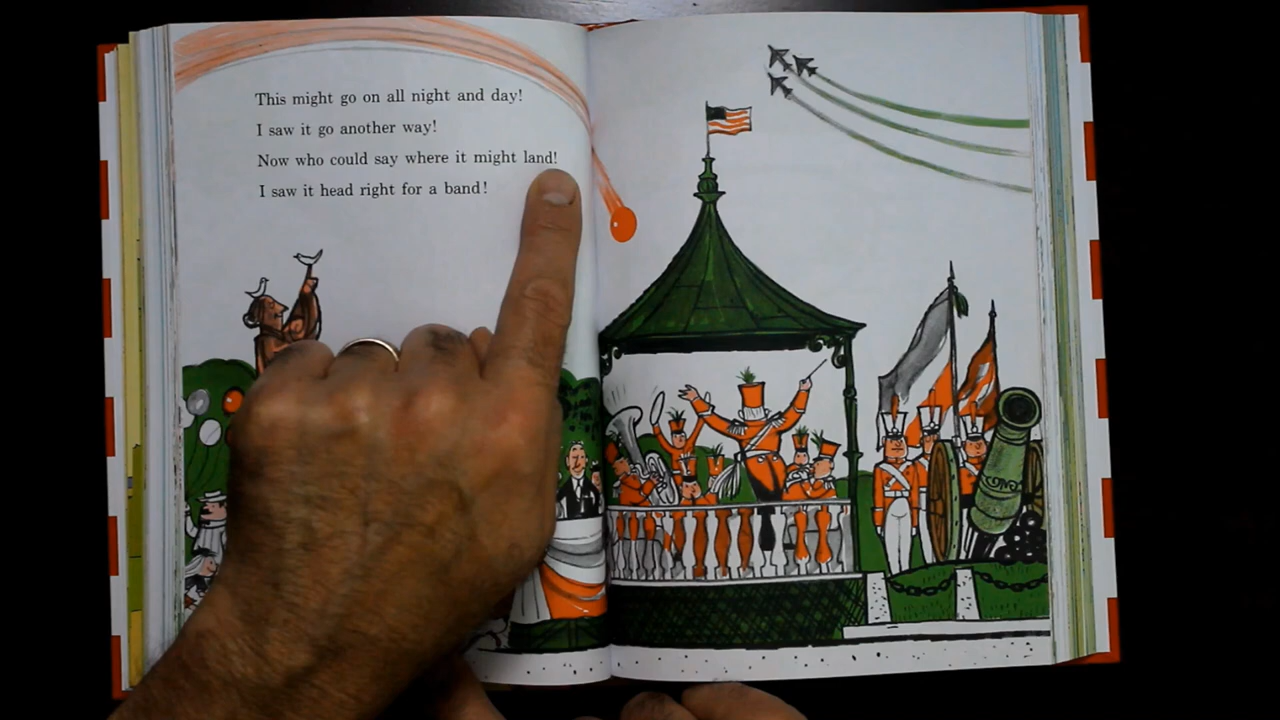 This might go on all night and day!
I saw it go another way!
Now who could say where it might land!
I saw it head right for a band!